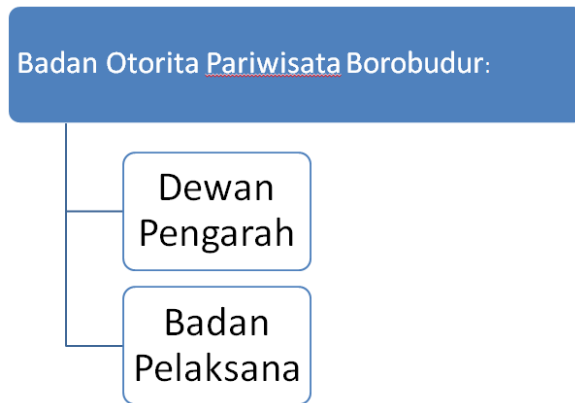 Badan Otorita Pariwisata Borobudur:
Dewan
Pengarah
Badan
Pelaksana